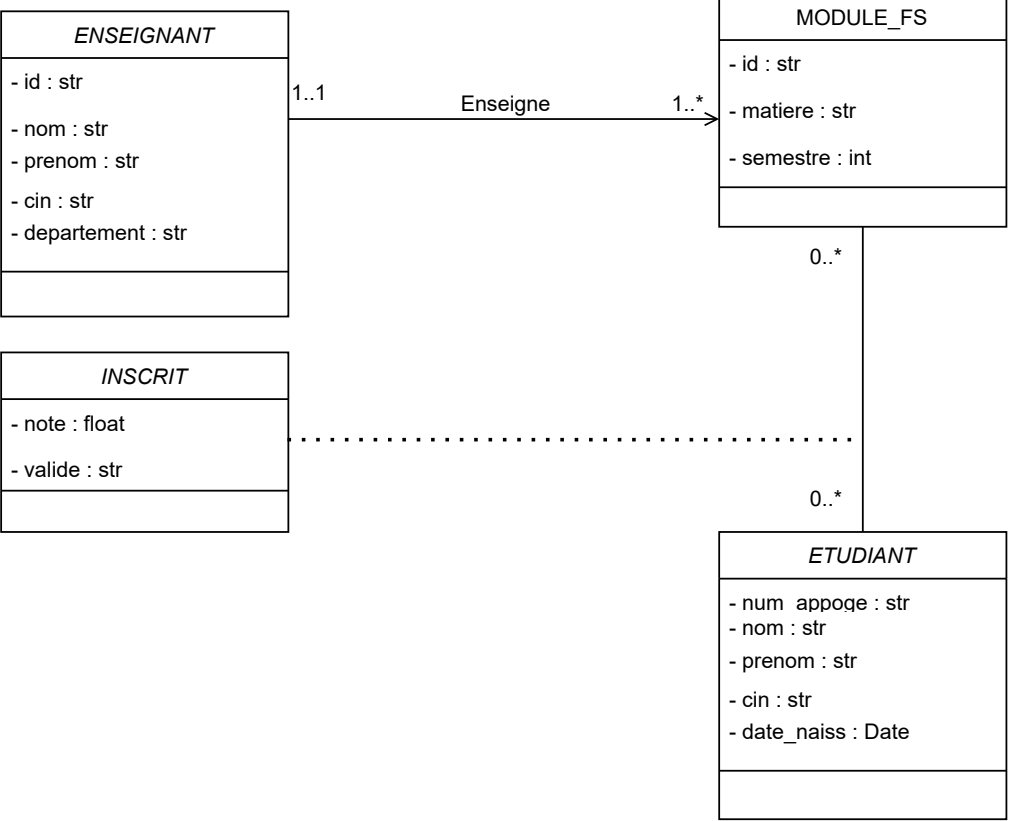 ENSEIGNANT
- id : str
- nom : str
- prenom : str
- cin : str
- departement : str
1..1
Enseigne
1..*
MODULE_FS
- id : str
- matiere : str
- semestre : int
0..*
INSCRIT
- note : float
- valide : str
0..*
ETUDIANT
- num_appoge : str
- nom : str
- prenom : str
- cin : str
- date_naiss : Date